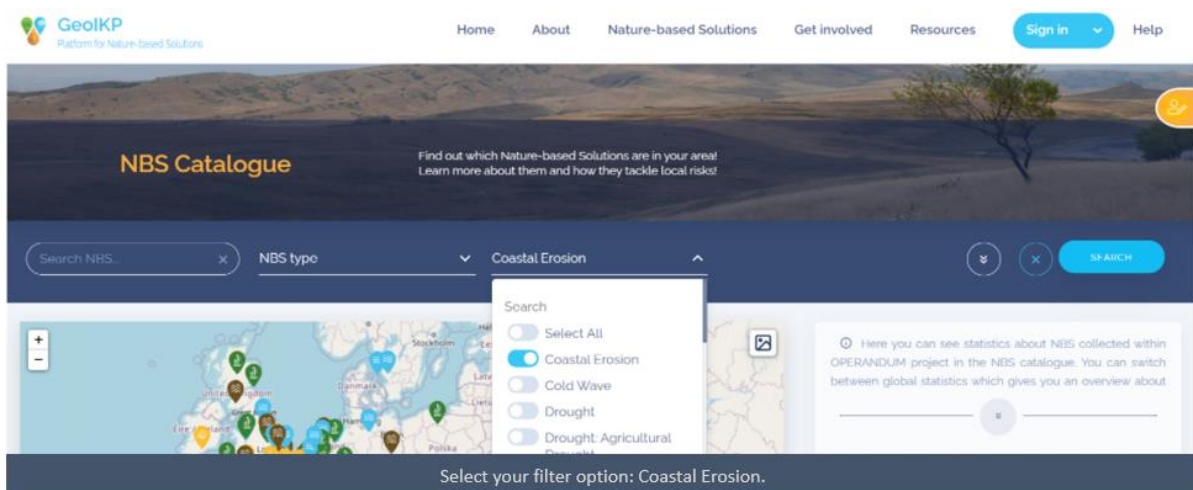 GeoIKP
Platform for Nature-based Solutions
Home About Nature-based Solutions Get involved Resources Sign in Help
NBS Catalogue
Find out which Nature-based Solutions are in your area!
Learn more about them and how they tackle local risks!
Search NBS... NBS type Coastal Erosion SEARCH
Search
Select All
Coastal Erosion
Cold Wave
Drought
Drought: Agricultural
Drought
+
−
Stockholm
United Kingdom
Danmark
Hamburg
Polska
Here you can see statistics about NBS collected within
OPERANDUM project in the NBS catalogue. You can switch
between global statistics which gives you an overview about
Select your filter option: Coastal Erosion.